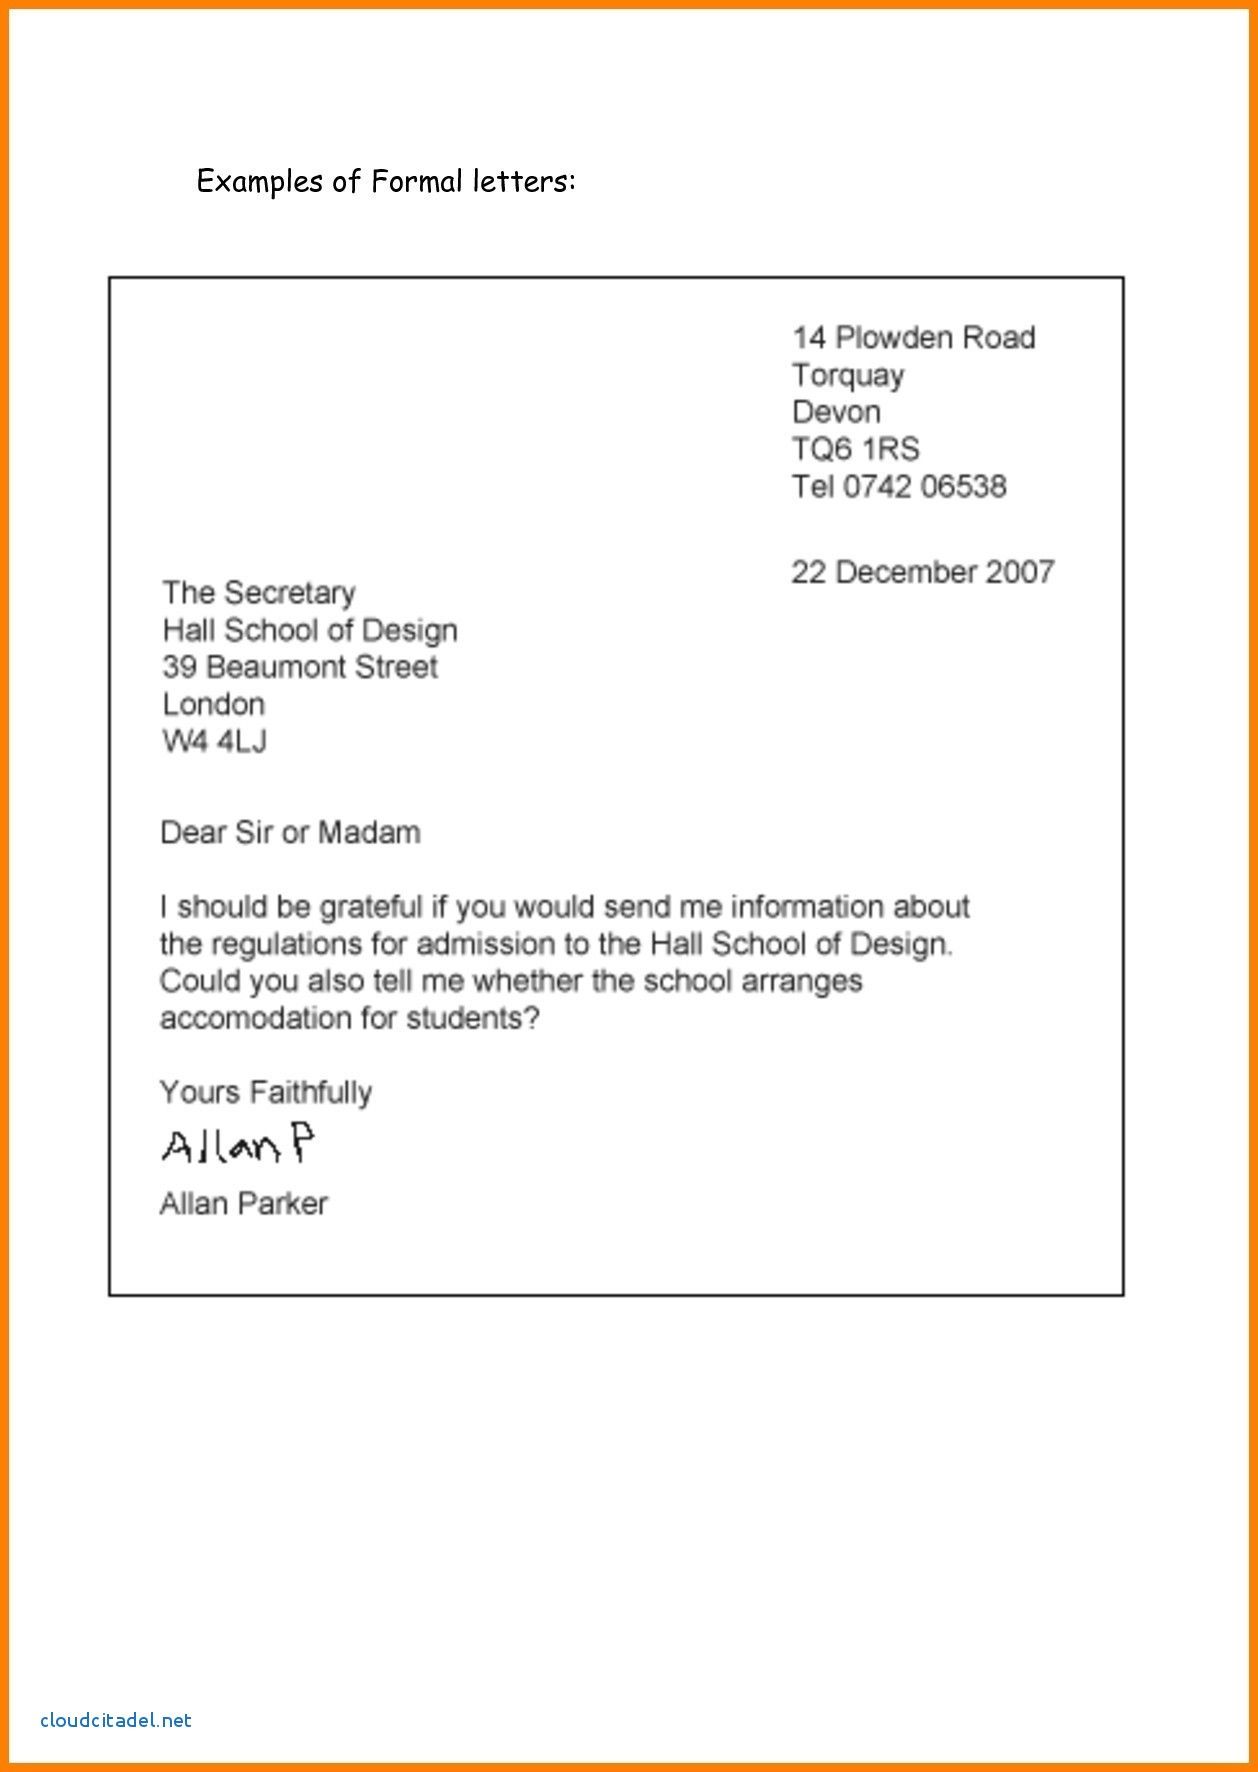 Examples of Formal letters:
14 Plowden Road
Torquay
Devon
TQ6 1RS
Tel 0742 06538
22 December 2007
The Secretary
Hall School of Design
39 Beaumont Street
London
W4 4LJ
Dear Sir or Madam
I should be grateful if you would send me information about
the regulations for admission to the Hall School of Design.
Could you also tell me whether the school arranges
accomodation for students?
Yours Faithfully
Allan P
Allan Parker
cloudcitadel.net